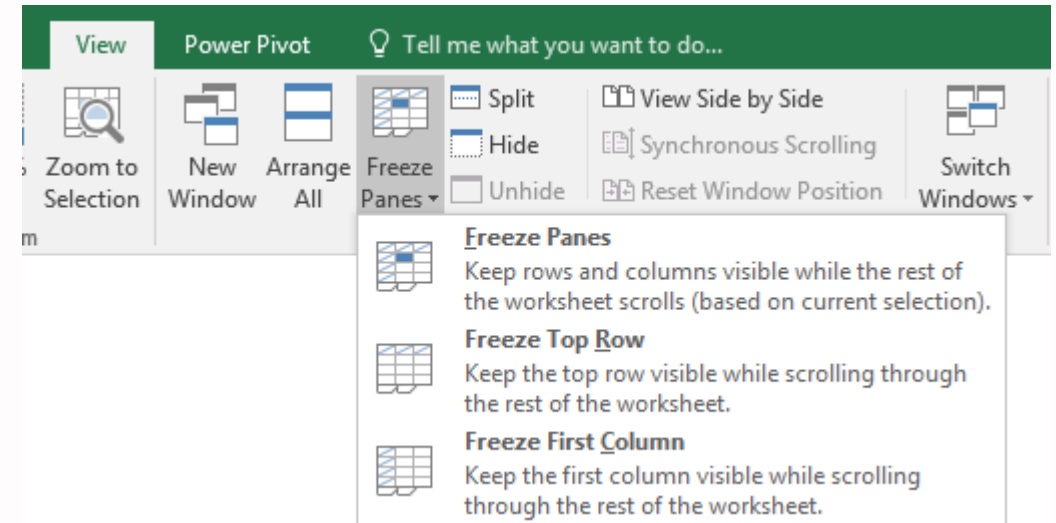 View Power Pivot Tell me what you want to do...
Zoom to
Selection
New
Window
Arrange
All
Freeze
Panes
Split
Hide
Unhide
View Side by Side
Synchronous Scrolling
Reset Window Position
Switch
Windows
m
Freeze Panes
Keep rows and columns visible while the rest of
the worksheet scrolls (based on current selection).
Freeze Top Row
Keep the top row visible while scrolling through
the rest of the worksheet.
Freeze First Column
Keep the first column visible while scrolling
through the rest of the worksheet.